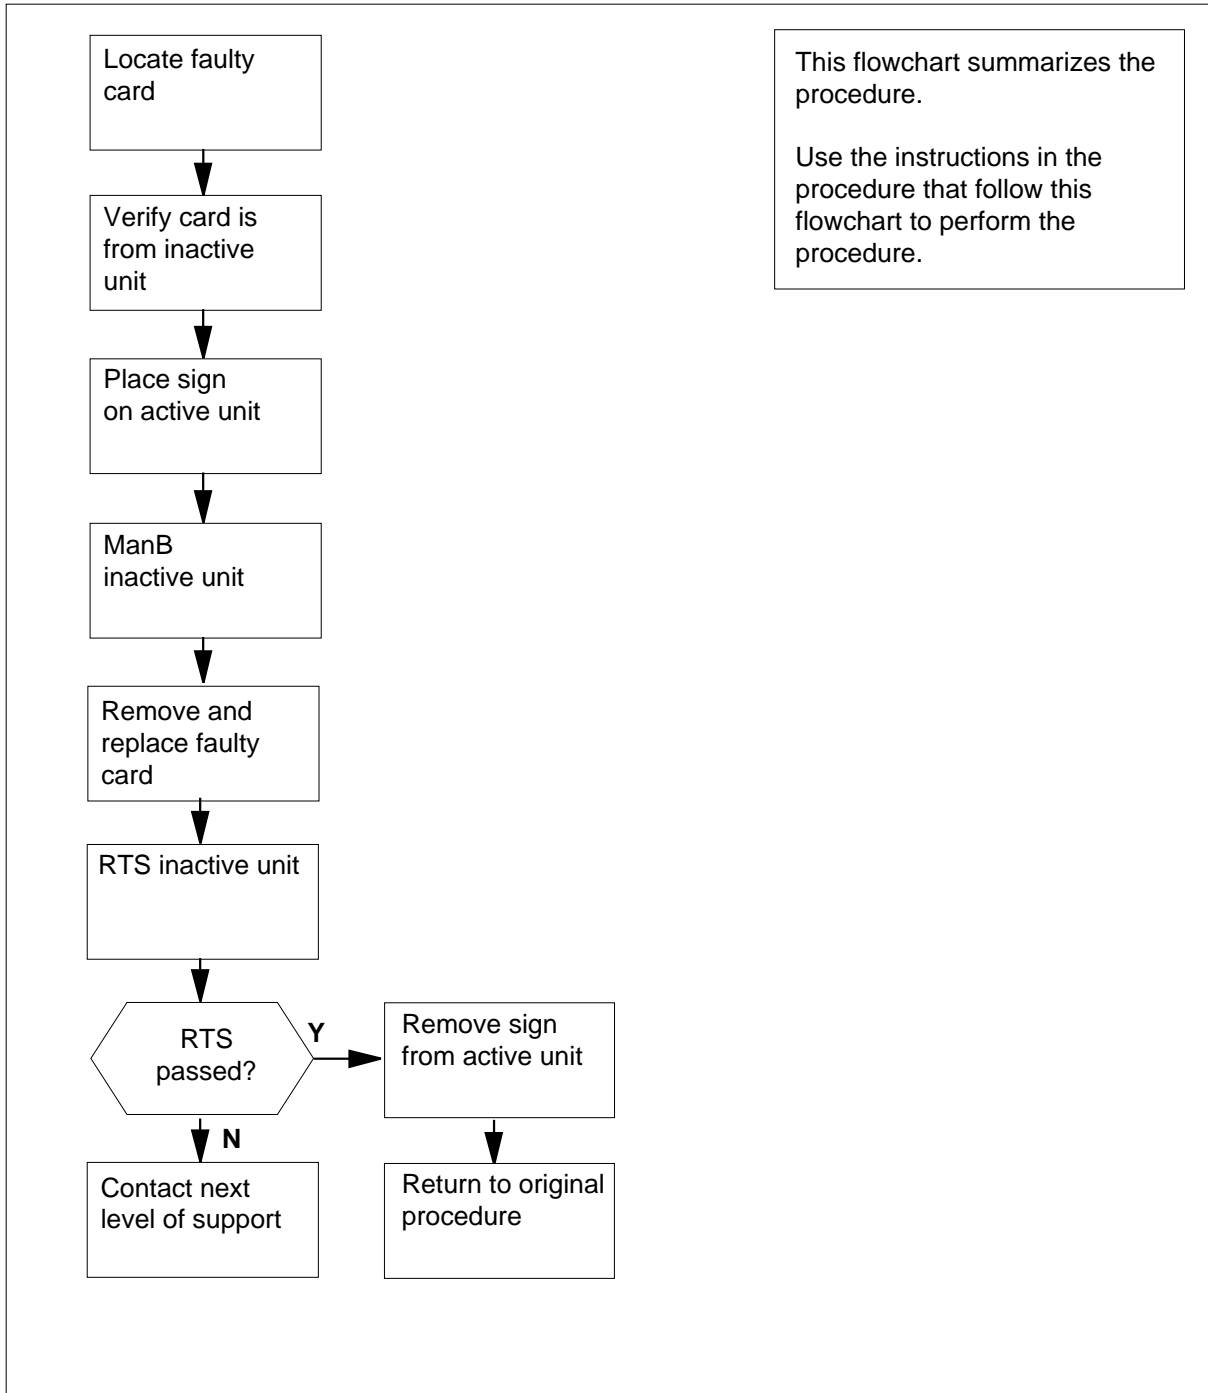 Locate faulty
card
This flowchart summarizes the
procedure.
Use the instructions in the
procedure that follow this
flowchart to perform the
procedure.
Verify card is
from inactive
unit
Place sign
on active unit
ManB
inactive unit
Remove and
replace faulty
card
RTS inactive unit
RTS
passed?
Y
Remove sign
from active unit
N
Contact next
level of support
Return to original
procedure